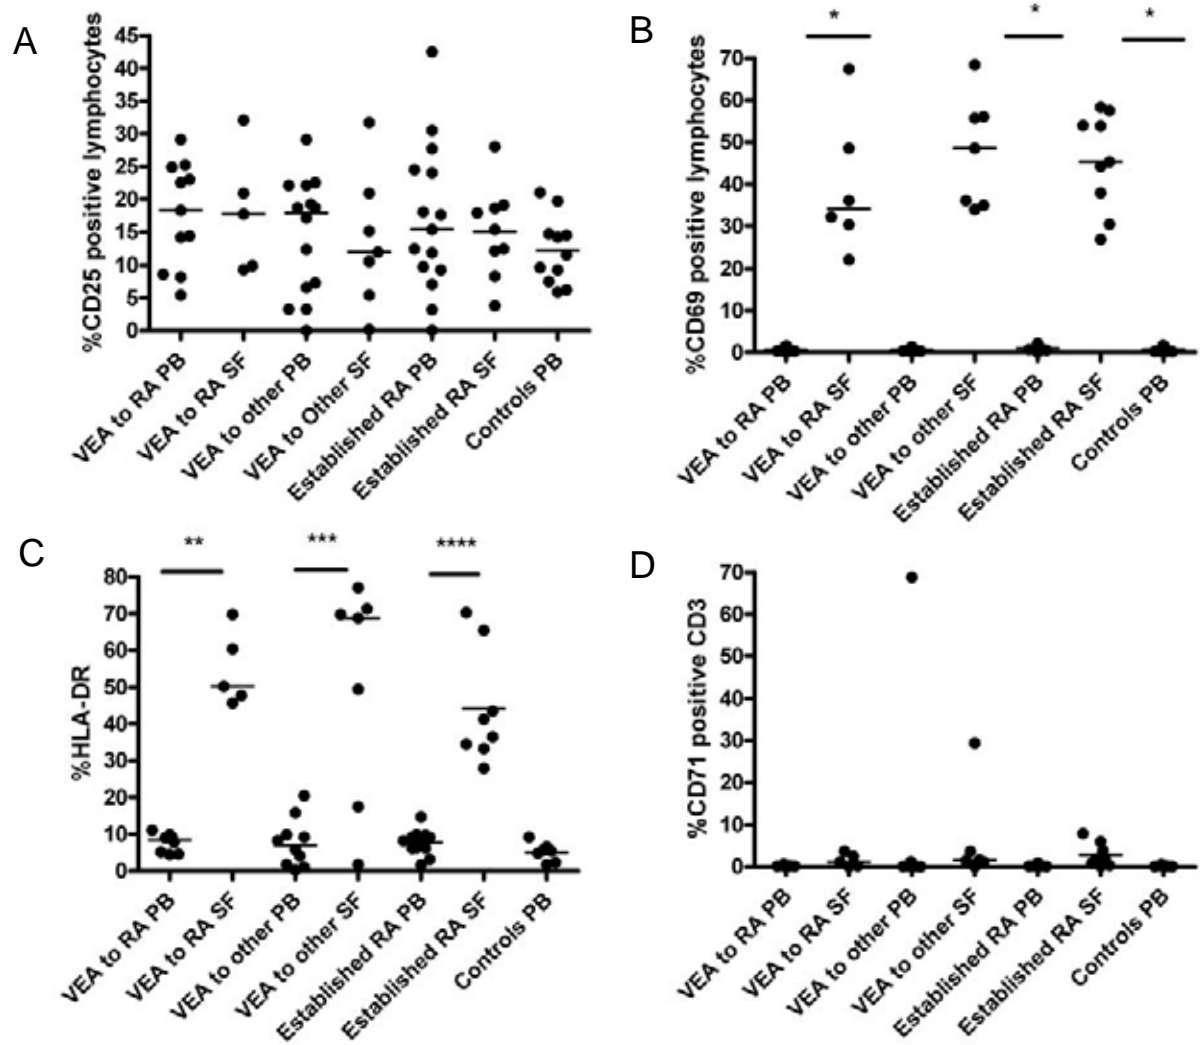 A
%CD25 positive lymphocytes
45
40
35
30
25
20
15
10
5
0
VEA to RA PB
VEA to RA SF
VEA to other PB
VEA to Other SF
Established RA PB
Established RA SF
Controls PB
B
%CD69 positive lymphocytes
* * *
70
60
50
40
30
20
10
0
VEA to RA PB
VEA to RA SF
VEA to other PB
VEA to other SF
Established RA PB
Established RA SF
Controls PB
C
%HLA-DR
** *** ****
80
70
60
50
40
30
20
10
0
VEA to RA PB
VEA to RA SF
VEA to other PB
VEA to other SF
Established RA PB
Established RA SF
Controls PB
D
%CD71 positive CD3
70
60
50
40
30
20
10
0
VEA to RA PB
VEA to RA SF
VEA to other PB
VEA to other SF
Established RA PB
Established RA SF
Controls PB